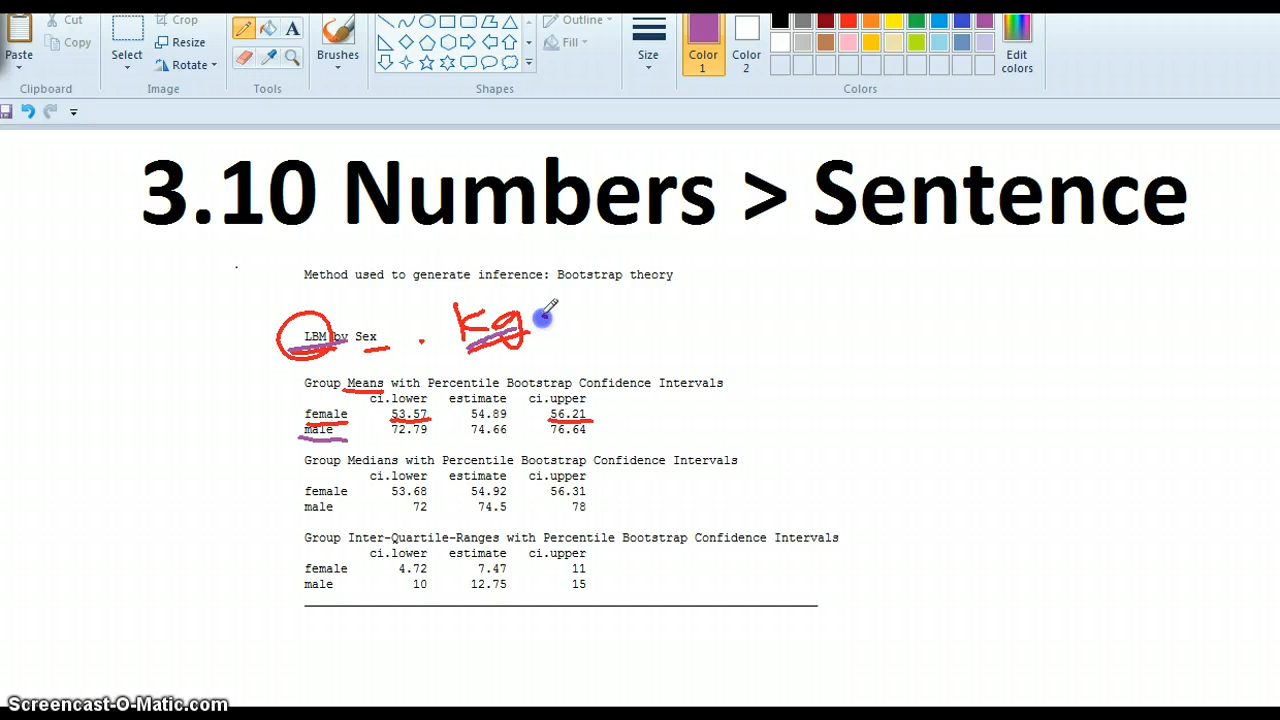 Paste
Cut
Copy
Clipboard
Select
Crop
Resize
Rotate
Image
A
Tools
Brushes
Outline
Fill
Shapes
Size
Color 1
Color 2
Edit colors
Colors
3.10 Numbers > Sentence
Method used to generate inference: Bootstrap theory
kg
LBM by Sex
Group Means with Percentile Bootstrap Confidence Intervals
ci.lower estimate ci.upper
female 53.57 54.89 56.21
male 72.79 74.66 76.64
Group Medians with Percentile Bootstrap Confidence Intervals
ci.lower estimate ci.upper
female 53.68 54.92 56.31
male 72 74.5 78
Group Inter-Quartile-Ranges with Percentile Bootstrap Confidence Intervals
ci.lower estimate ci.upper
female 4.72 7.47 11
male 10 12.75 15
Screencast-O-Matic.com